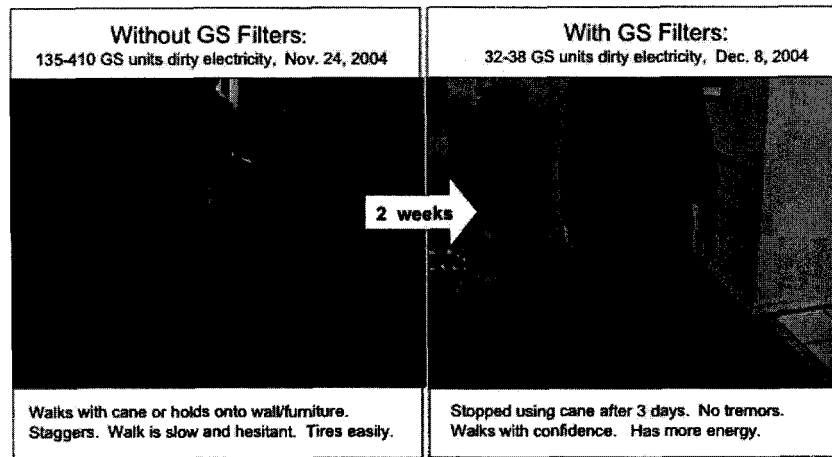 Without GS Filters:
135-410 GS units dirty electricity, Nov. 24, 2004
With GS Filters:
32-38 GS units dirty electricity, Dec. 8, 2004
2 weeks
Walks with cane or holds onto wall/furniture.
Staggers. Walk is slow and hesitant. Tires easily.
Stopped using cane after 3 days. No tremors.
Walks with confidence. Has more energy.